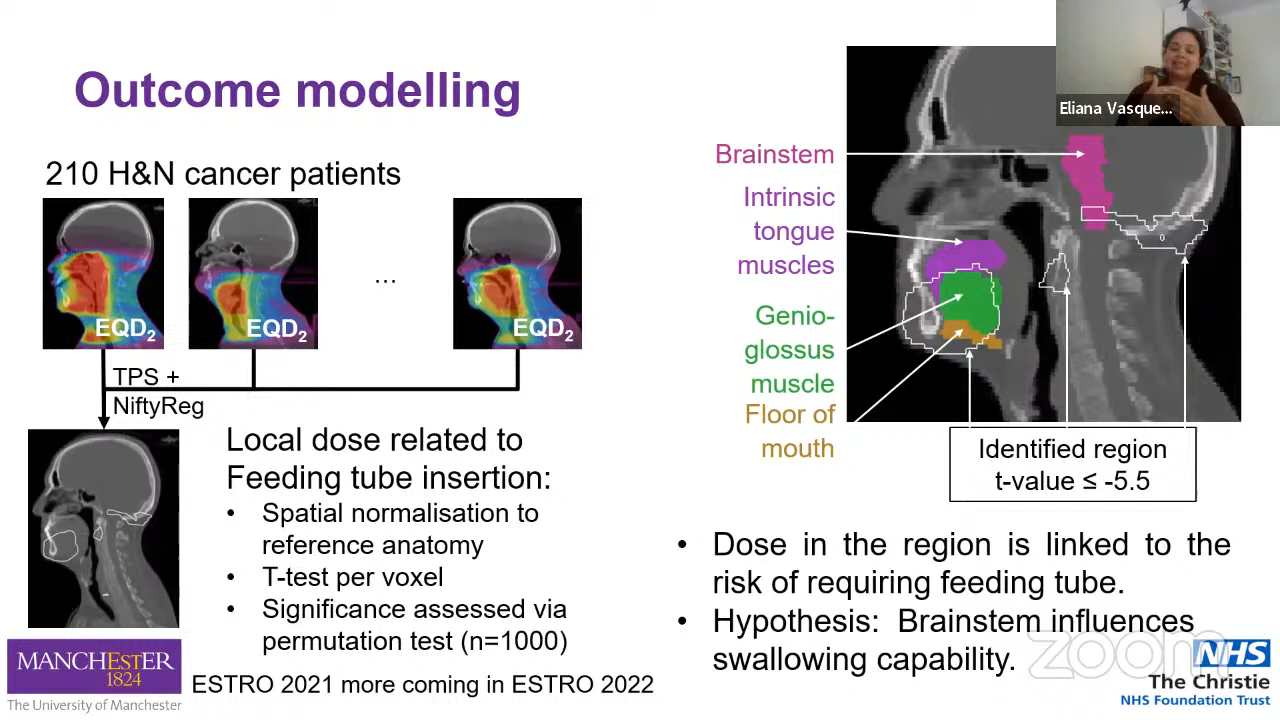 Outcome modelling
210 H&N cancer patients
EQD2
EQD2
...
EQD2
TPS +
NiftyReg
Local dose related to
Feeding tube insertion:
• Spatial normalisation to
reference anatomy
• T-test per voxel
• Significance assessed via
permutation test (n=1000)
ESTRO 2021 more coming in ESTRO 2022
MANCHESTER
1824
The University of Manchester
Eliana Vasque...
Brainstem
Intrinsic
tongue
muscles
Genio-
glossus
muscle
Floor of
mouth
0
Identified region
t-value ≤ -5.5
• Dose in the region is linked to the
risk of requiring feeding tube.
• Hypothesis: Brainstem influences
swallowing capability.
zoom
NHS
The Christie
NHS Foundation Trust